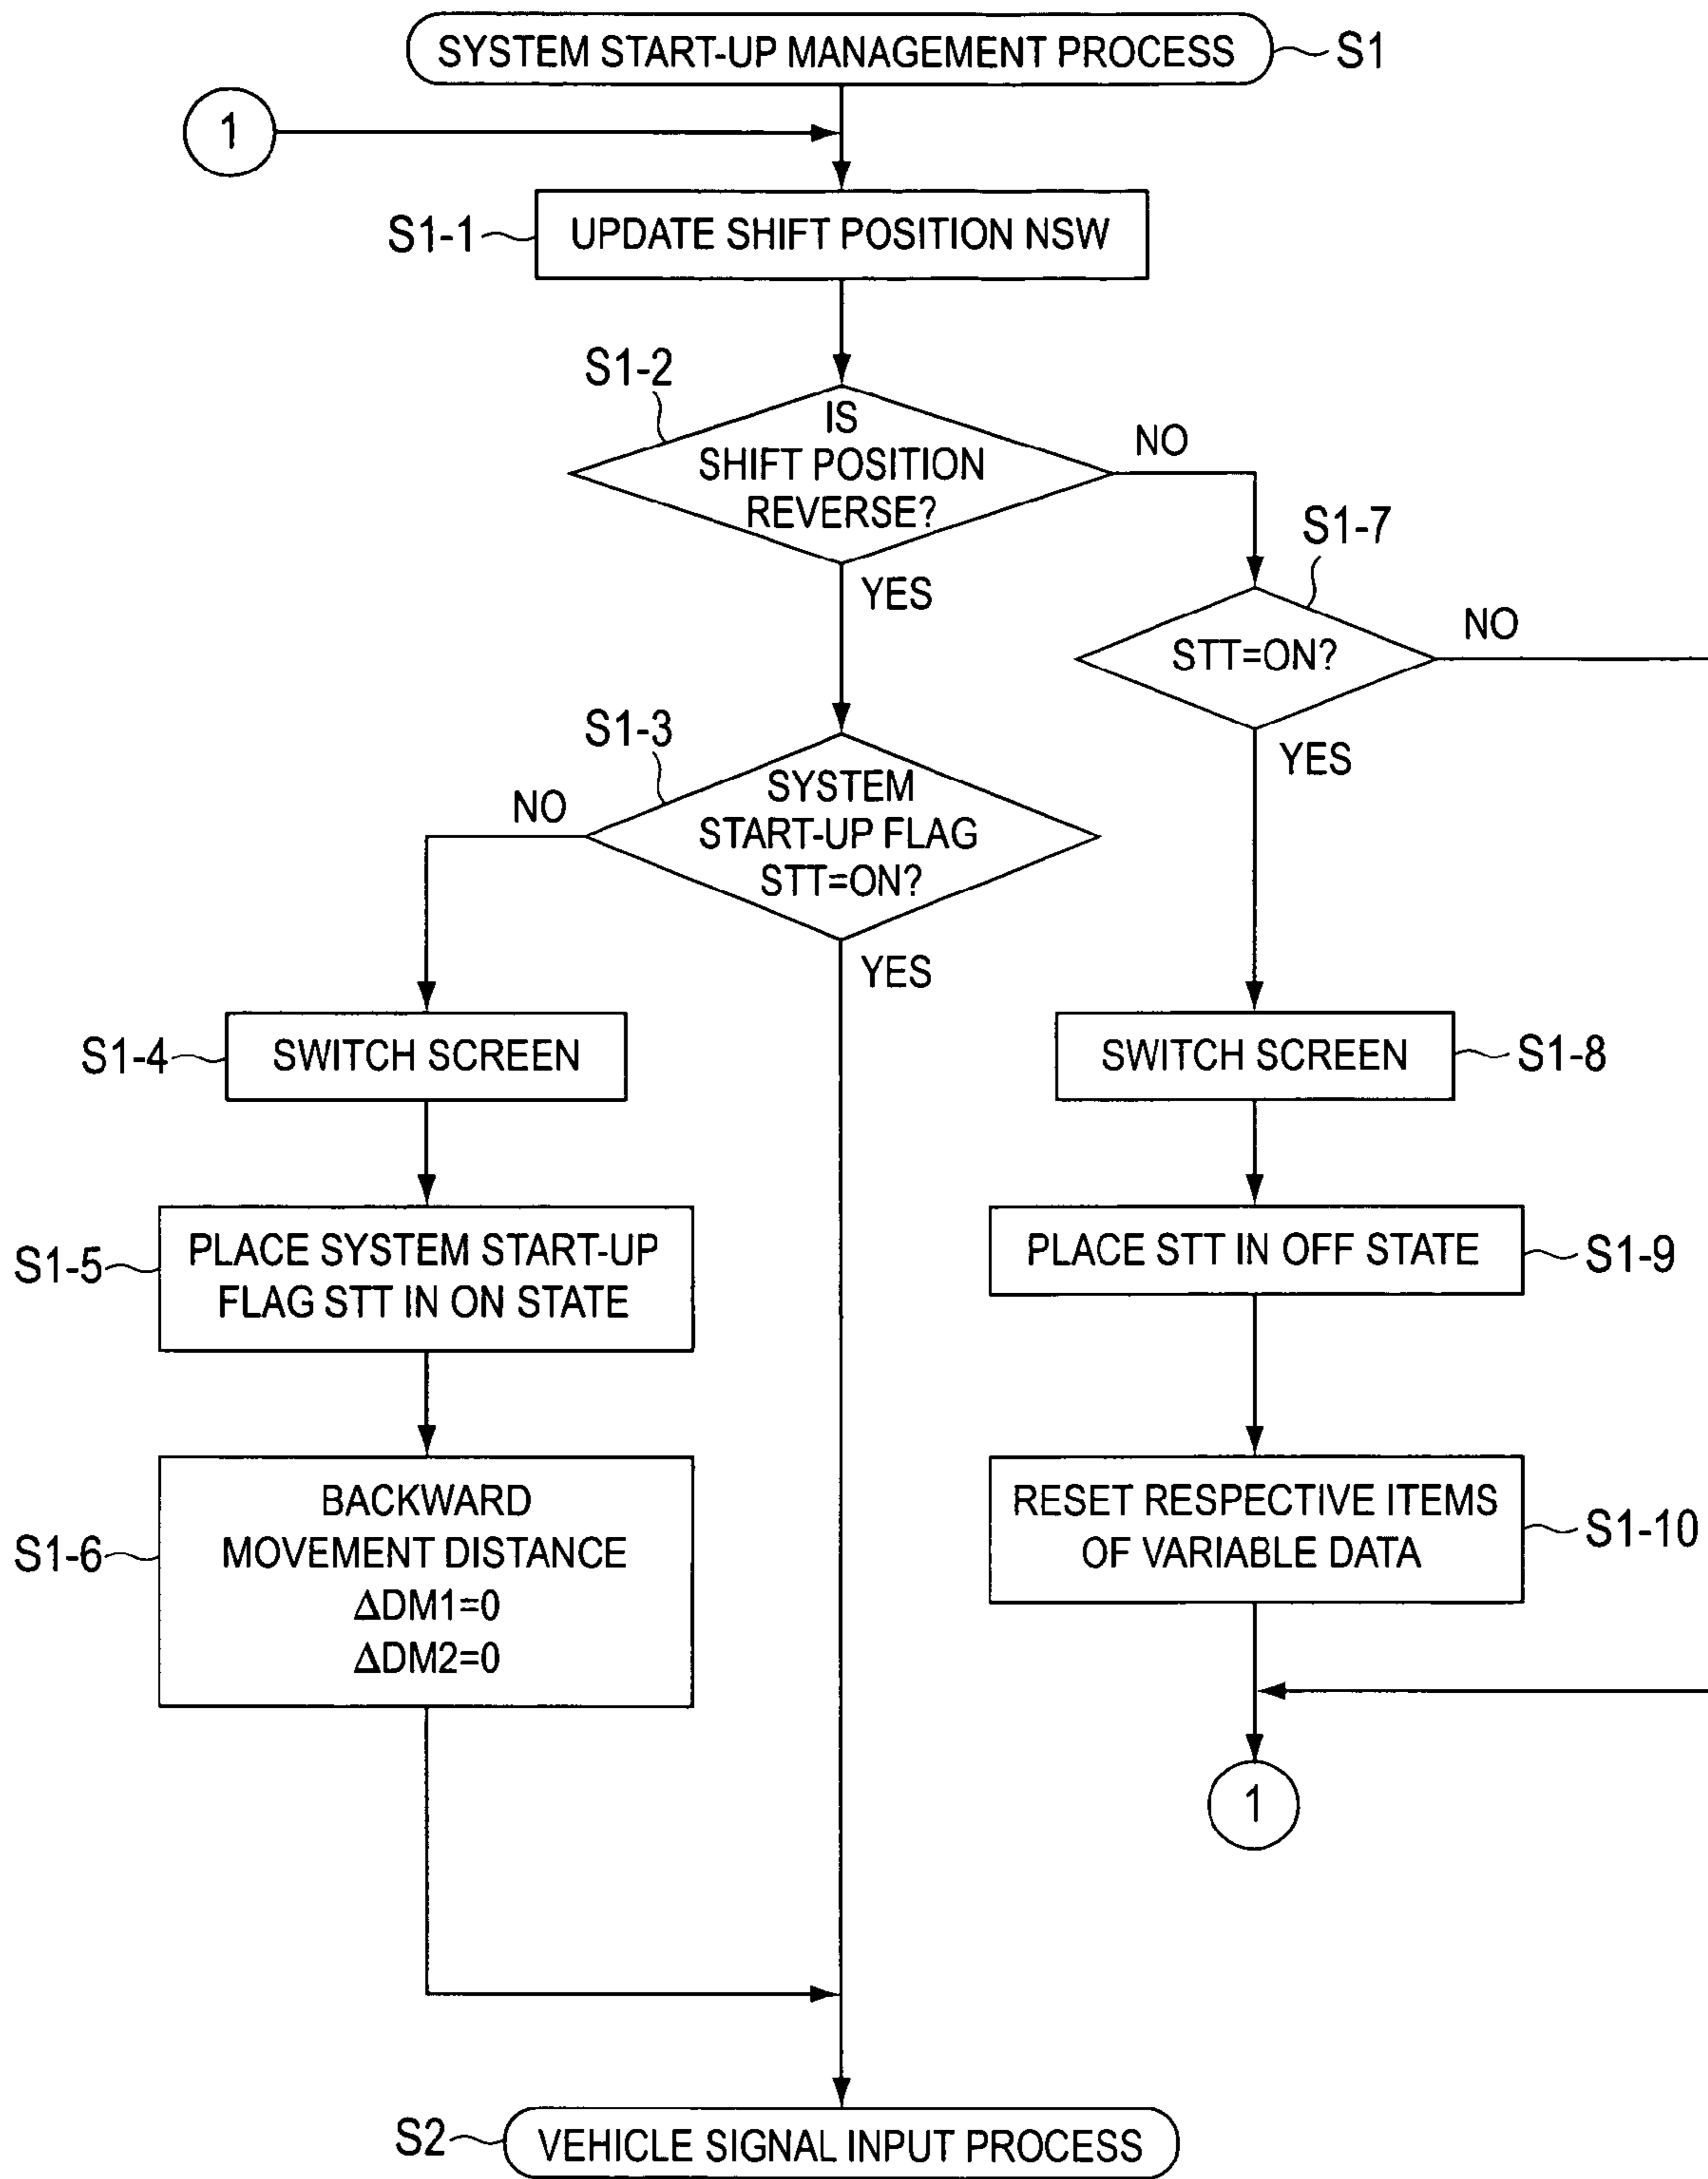 SYSTEM START-UP MANAGEMENT PROCESS
S1
1
S1-1
UPDATE SHIFT POSITION NSW
S1-2
IS
SHIFT POSITION
REVERSE?
NO
YES
S1-7
STT=ON?
NO
YES
S1-3
SYSTEM
START-UP FLAG
STT=ON?
NO
YES
S1-4
SWITCH SCREEN
SWITCH SCREEN
S1-8
S1-5
PLACE SYSTEM START-UP
FLAG STT IN ON STATE
PLACE STT IN OFF STATE
S1-9
S1-6
BACKWARD
MOVEMENT DISTANCE
ΔDM1=0
ΔDM2=0
RESET RESPECTIVE ITEMS
OF VARIABLE DATA
S1-10
1
S2
VEHICLE SIGNAL INPUT PROCESS